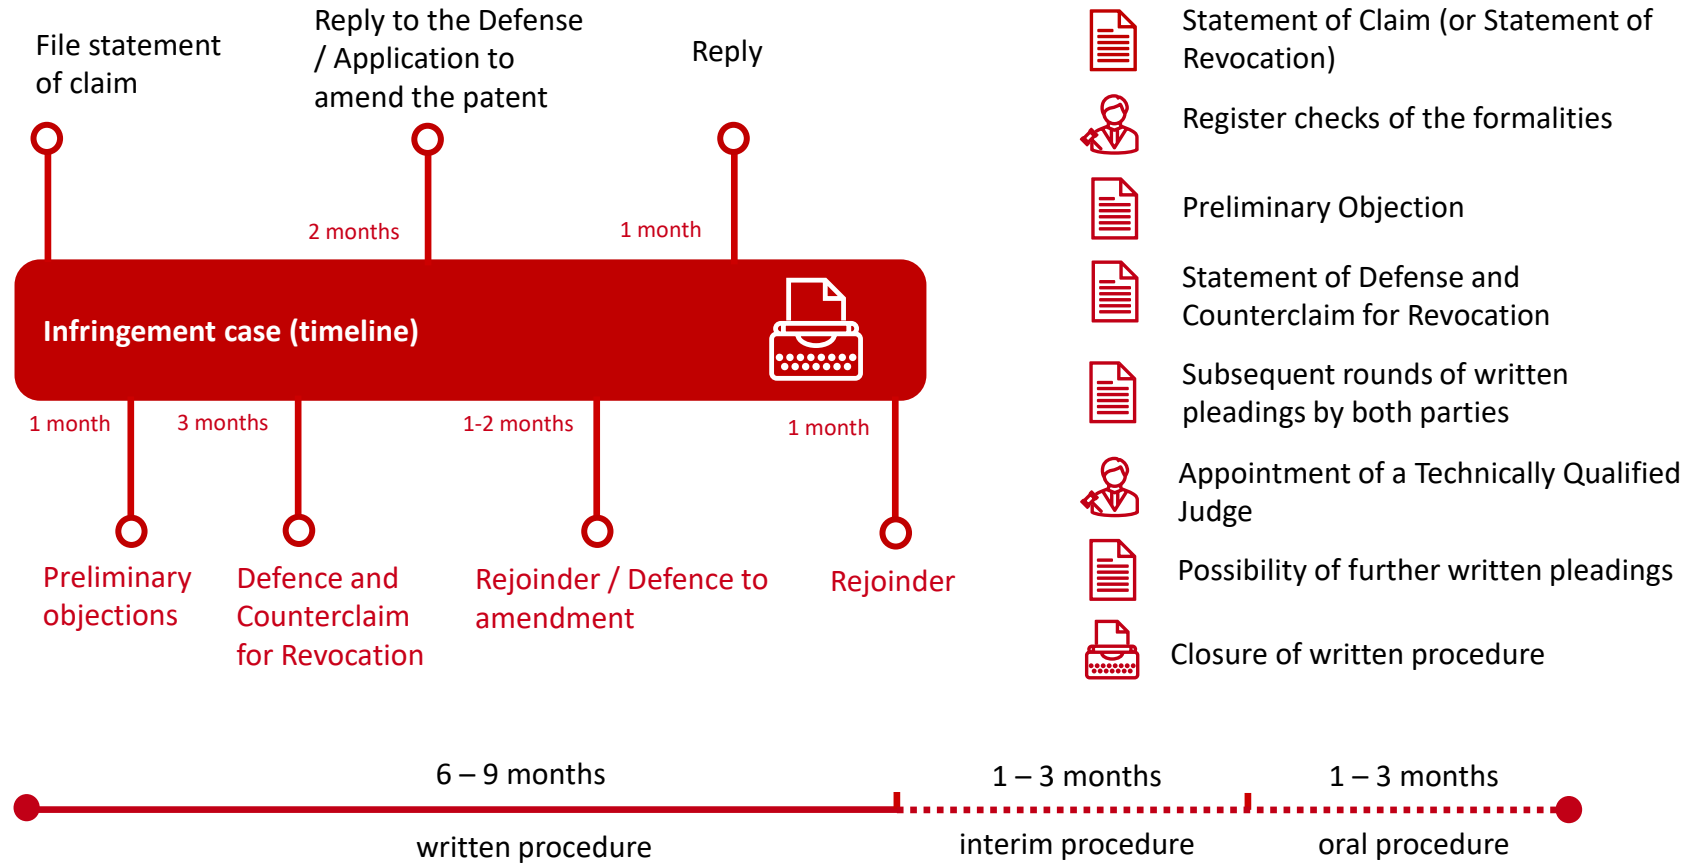 File statement
of claim
Reply to the Defense
/ Application to
amend the patent
Reply
2 months
1 month
Infringement case (timeline)
1 month
3 months
1-2 months
1 month
Preliminary
objections
Defence and
Counterclaim
for Revocation
Rejoinder / Defence to
amendment
Rejoinder
Statement of Claim (or Statement of
Revocation)
Register checks of the formalities
Preliminary Objection
Statement of Defense and
Counterclaim for Revocation
Subsequent rounds of written
pleadings by both parties
Appointment of a Technically Qualified
Judge
Possibility of further written pleadings
Closure of written procedure
6 – 9 months
1 – 3 months
1 – 3 months
written procedure
interim procedure
oral procedure